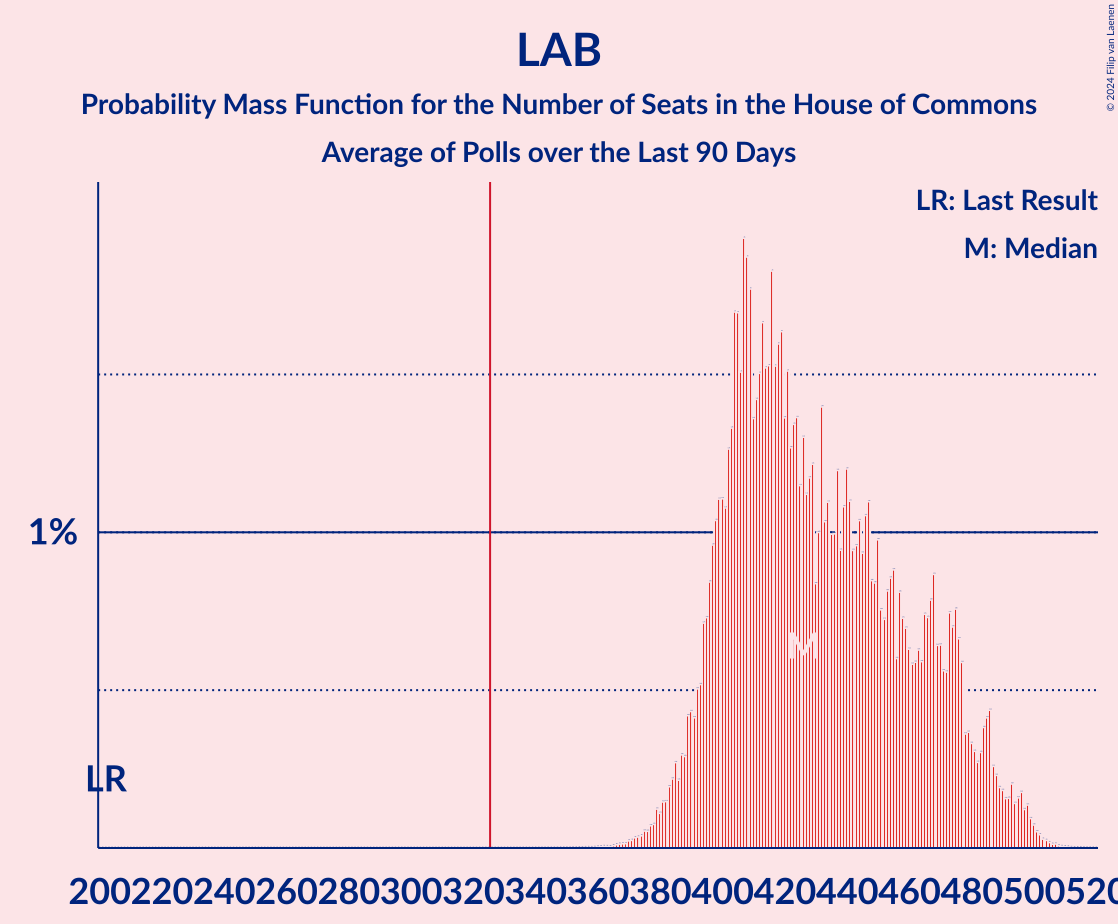 LAB
Probability Mass Function for the Number of Seats in the House of Commons
Average of Polls over the Last 90 Days
© 2024 Filip van Laenen
LR: Last Result
M: Median
1%
M
LR
200220240260280300320340360380400420440460480500520